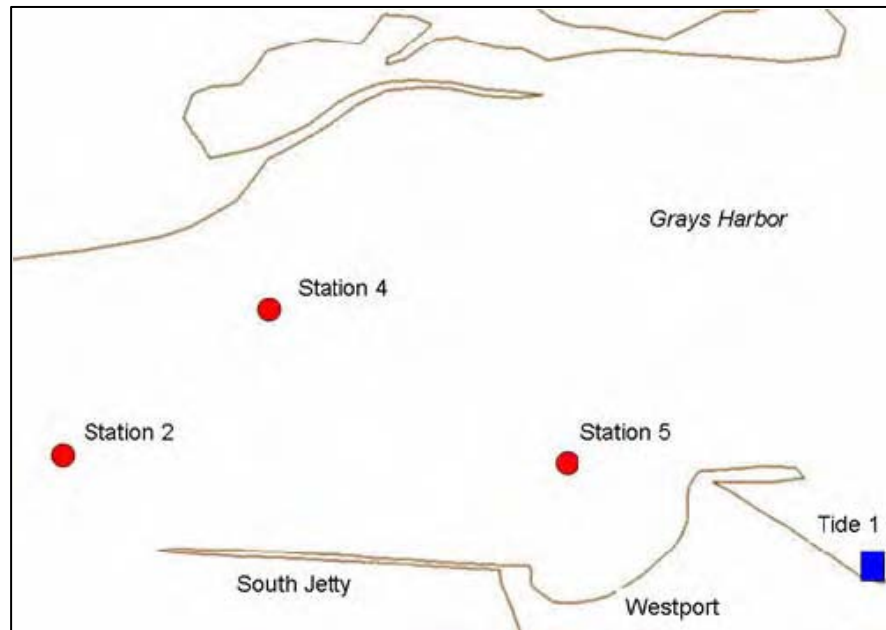 Grays Harbor
Station 4
Station 2
Station 5
Tide 1
South Jetty
Westport